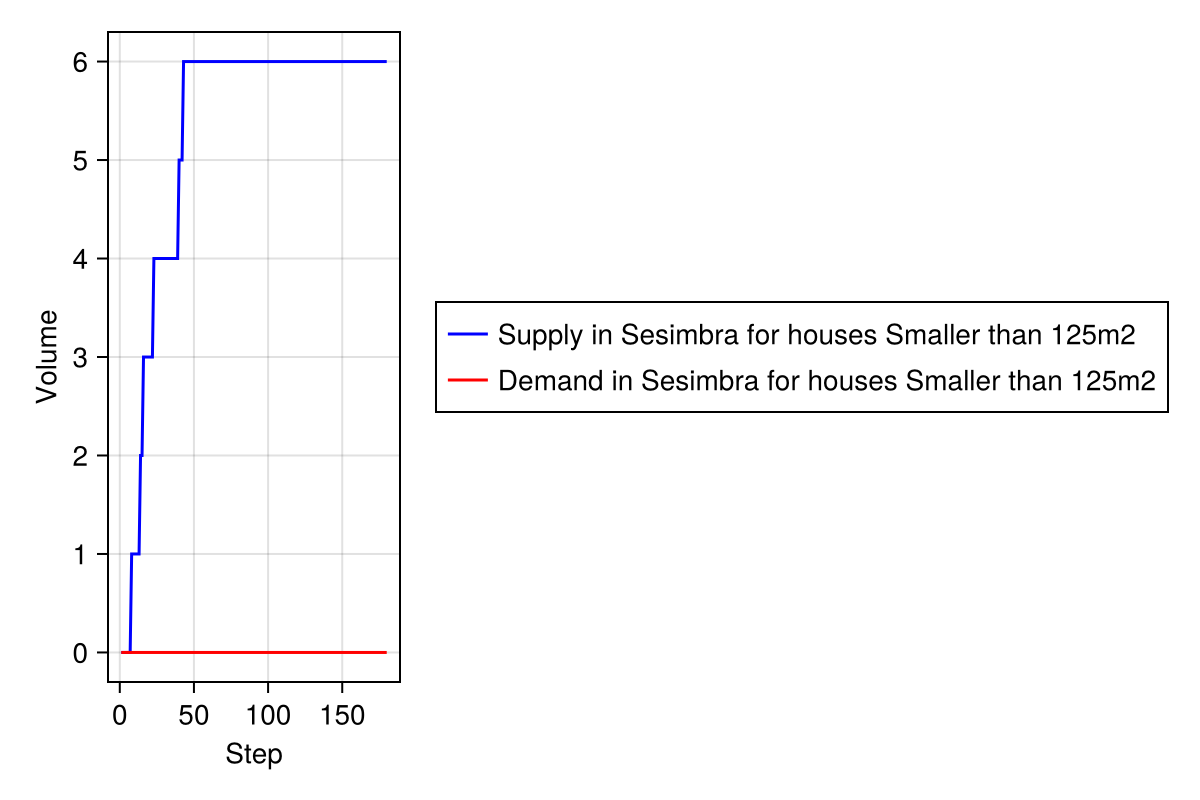 6
5
4
3
2
1
0
Volume
0 50 100 150
Step
Supply in Sesimbra for houses Smaller than 125m2
Demand in Sesimbra for houses Smaller than 125m2